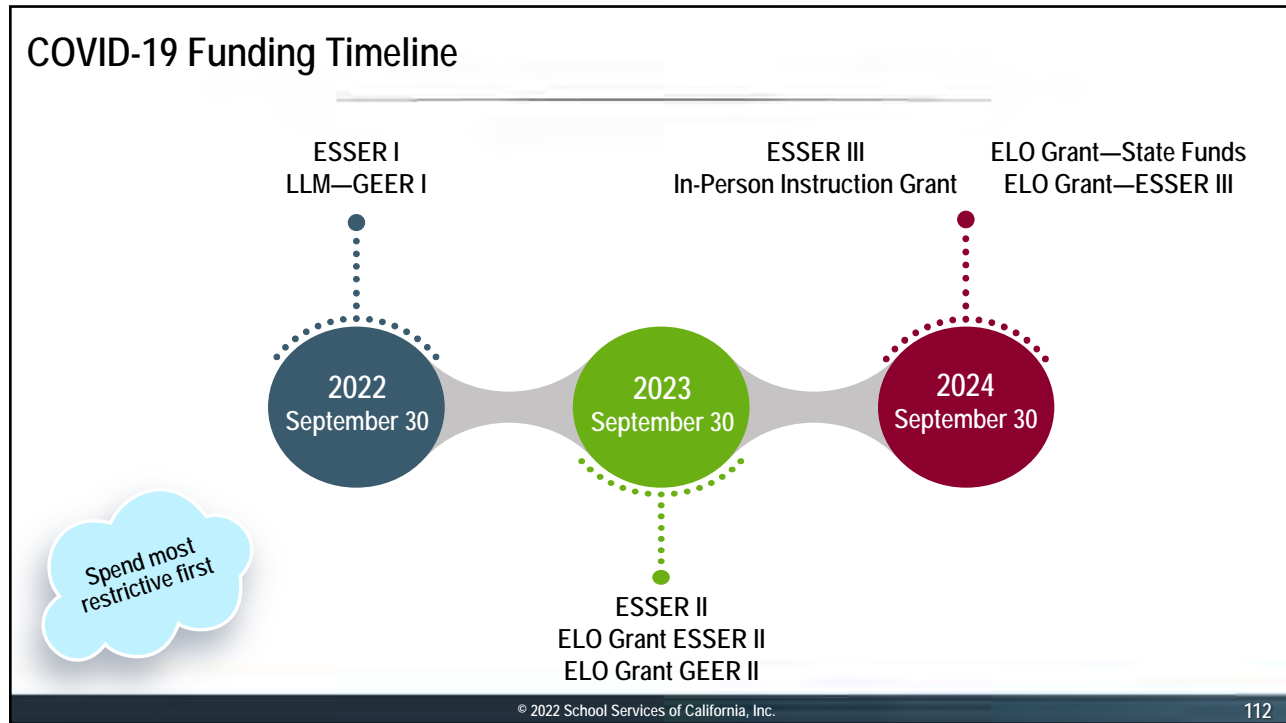 COVID-19 Funding Timeline
ESSER I
LLM—GEER I
ESSER III
In-Person Instruction Grant
ELO Grant—State Funds
ELO Grant—ESSER III
2022
September 30
2023
September 30
2024
September 30
Spend most
restrictive first
ESSER II
ELO Grant ESSER II
ELO Grant GEER II
© 2022 School Services of California, Inc.
112